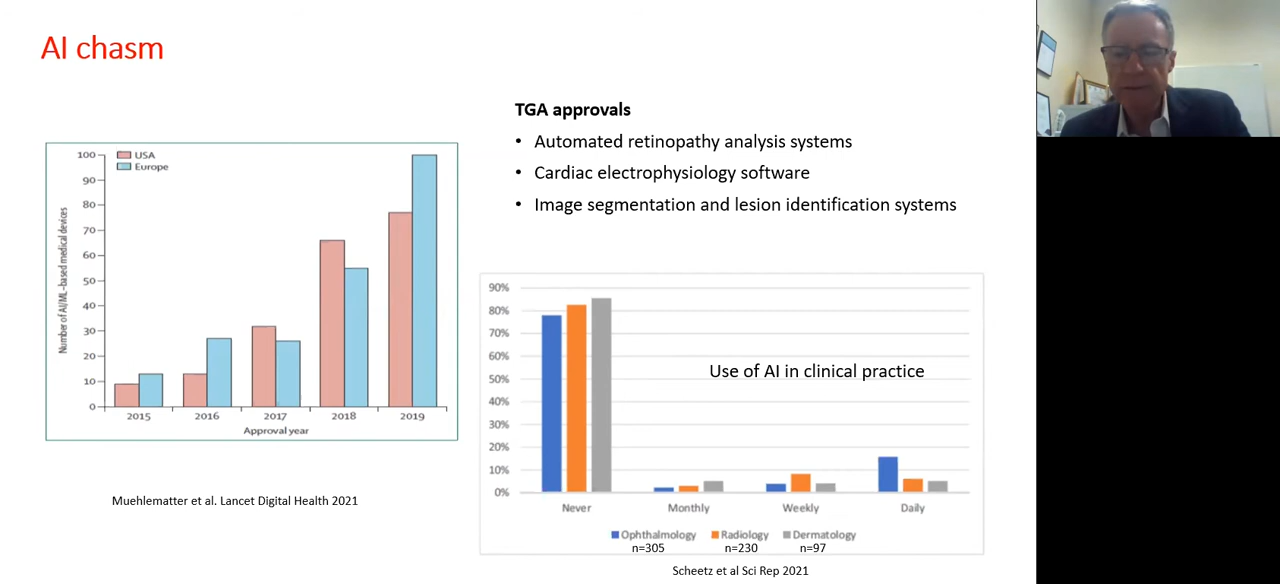 AI chasm
TGA approvals
• Automated retinopathy analysis systems
• Cardiac electrophysiology software
• Image segmentation and lesion identification systems
USA
Europe
Number of AI/ML-based medical devices
100
90
80
70
60
50
40
30
20
10
0
2015 2016 2017 2018 2019
Approval year
Muehlematter et al. Lancet Digital Health 2021
Use of AI in clinical practice
90%
80%
70%
60%
50%
40%
30%
20%
10%
0%
Never Monthly Weekly Daily
Ophthalmology Radiology Dermatology
n=305 n=230 n=97
Scheetz et al Sci Rep 2021